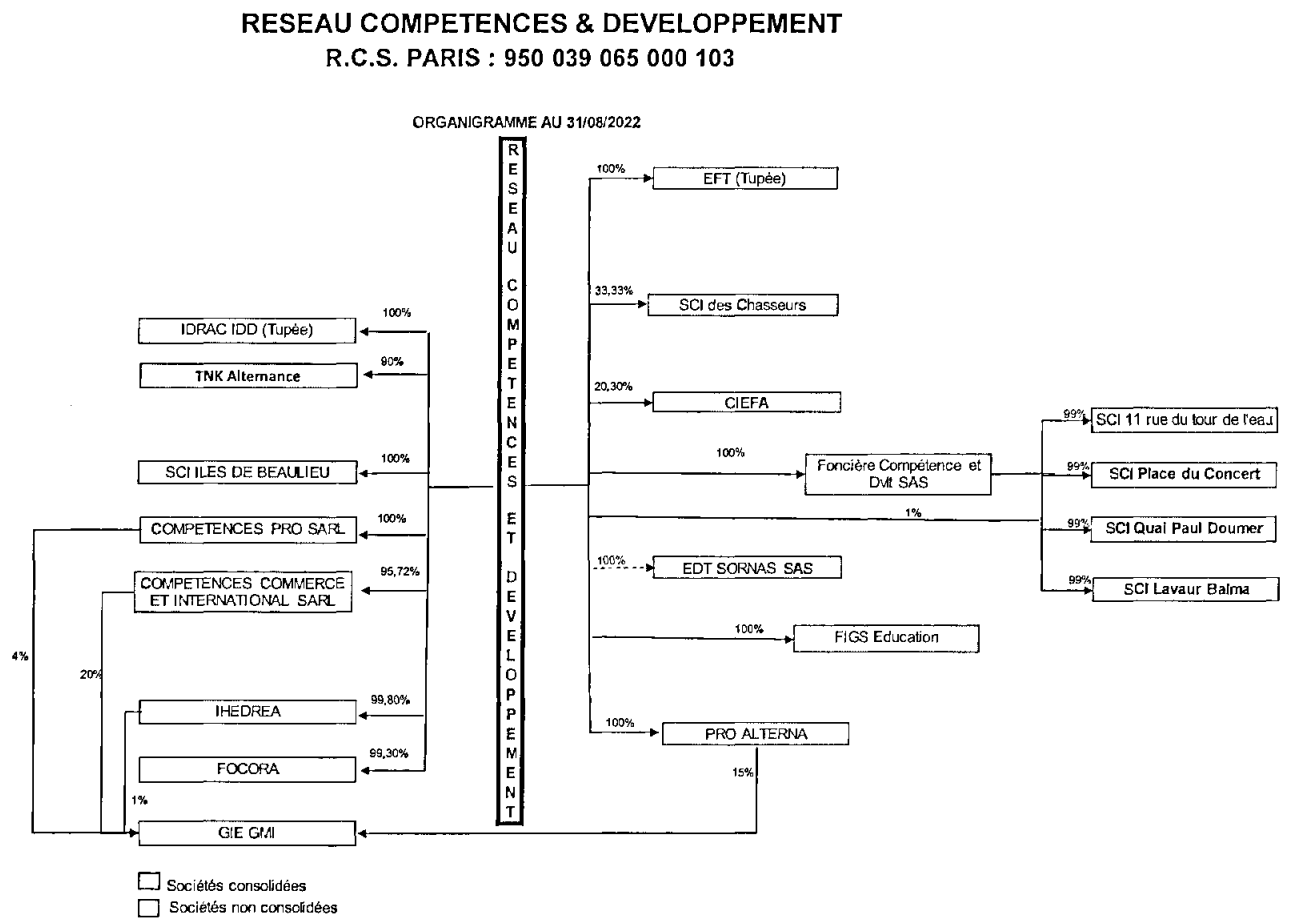 RESEAU COMPETENCES & DEVELOPPEMENT
R.C.S. PARIS : 950 039 065 000 103
ORGANIGRAMME AU 31/08/2022
RESEAU COMPETENCES ET DEVELOPPEMENT
100%
IDRAC IDD (Tupée)
90%
TNK Alternance
100%
SCI ILES DE BEAULIEU
100%
COMPETENCES PRO SARL
95,72%
COMPETENCES COMMERCE
ET INTERNATIONAL SARL
4%
20%
99,80%
IHEDREA
99,30%
FOCORA
1%
GIE GMI
100%
EFT (Tupée)
33,33%
SCI des Chasseurs
20,30%
CIEFA
100%
Foncière Compétence et
Dvlt SAS
1%
99%
SCI 11 rue du tour de l'eau
99%
SCI Place du Concert
99%
SCI Quai Paul Doumer
99%
SCI Lavaur Balma
100%
EDT SORNAS SAS
100%
FIGS Education
100%
PRO ALTERNA
15%
Sociétés consolidées
Sociétés non consolidées